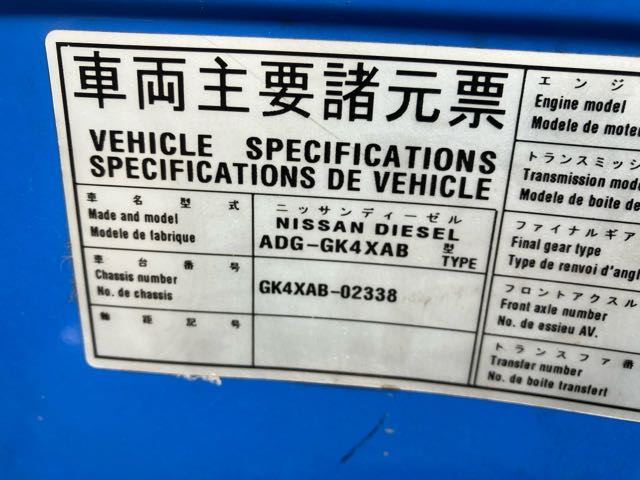 車両主要諸元票
VEHICLE SPECIFICATIONS
SPECIFICATIONS DE VEHICLE
車名型式
Made and model
Modele de fabrique
ニッサンディーゼル
NISSAN DIESEL
ADG-GK4XAB 型 TYPE
車台番号
Chassis number
No. de chassis
GK4XAB-02338
軸距記号
エンジ
Engine model
Modele de moteu
トランスミッシ
Transmission mode
Modele de boite de
ファイナルギア
Final gear type
Type de renvoi d'angl
フロントアクスル
Front axle number
No. de essieu AV.
トランスファ番
Transfer number
No. de boite transfert